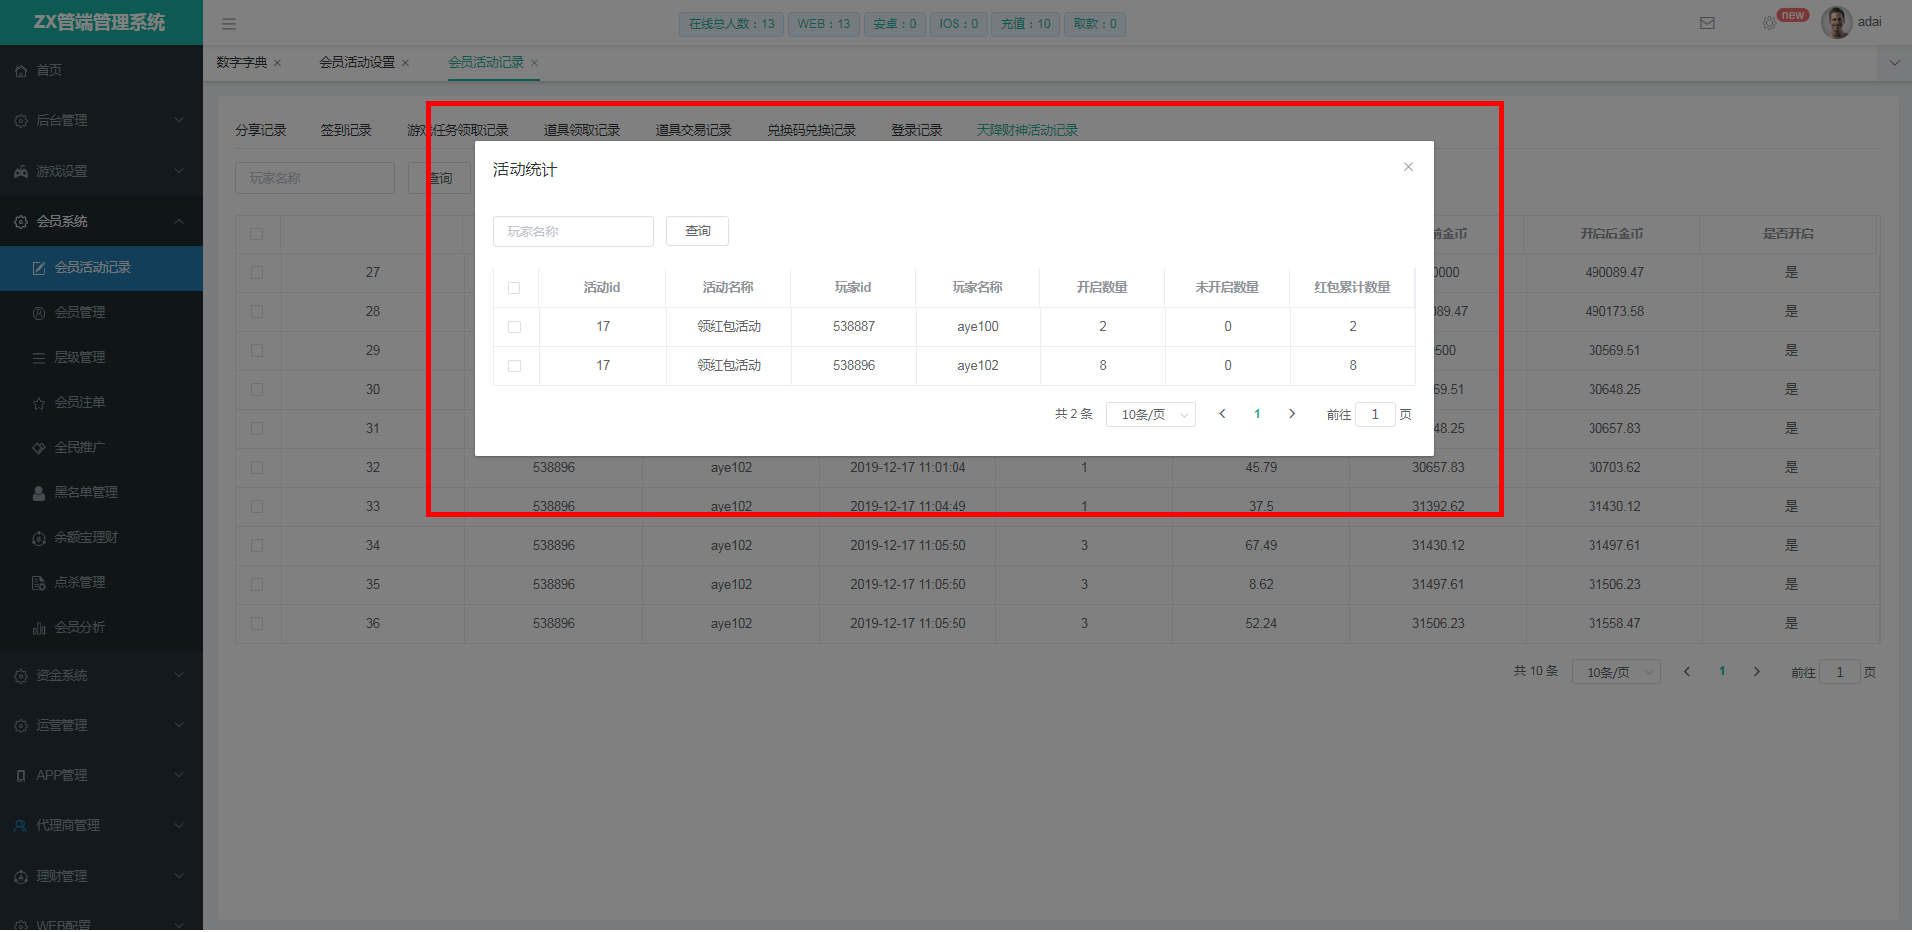 ZX管端管理系统
在线总人数：13 WEB：13 安卓：0 IOS：0 充值：10 取款：0
new
adai
首页
后台管理
游戏设置
会员系统
会员活动记录
会员管理
层级管理
会员注单
全民推广
黑名单管理
余额宝理财
点杀管理
会员分析
资金系统
运营管理
APP管理
代理商管理
理财管理
WEB配置
数字字典 × 会员活动设置 × 会员活动记录 ×
分享记录 签到记录 游戏任务领取记录 道具领取记录 道具交易记录 兑换码兑换记录 登录记录 天降财神活动记录
玩家名称 查询
活动统计
玩家名称 查询
活动id 活动名称 玩家id 玩家名称 开启数量 未开启数量 红包累计数量
17 领红包活动 538887 aye100 2 0 2
17 领红包活动 538896 aye102 8 0 8
共 2 条 10条/页 1 前往 1 页
前金币 开启后金币 是否开启
27 490089.47 是
28 490173.58 是
29 30569.51 是
30 30648.25 是
31 30657.83 是
32 538896 aye102 2019-12-17 11:01:04 1 45.79 30657.83 30703.62 是
33 538896 aye102 2019-12-17 11:04:49 1 37.5 31392.62 31430.12 是
34 538896 aye102 2019-12-17 11:05:50 3 67.49 31430.12 31497.61 是
35 538896 aye102 2019-12-17 11:05:50 3 8.62 31497.61 31506.23 是
36 538896 aye102 2019-12-17 11:05:50 3 52.24 31506.23 31558.47 是
共 10 条 10条/页 1 前往 1 页